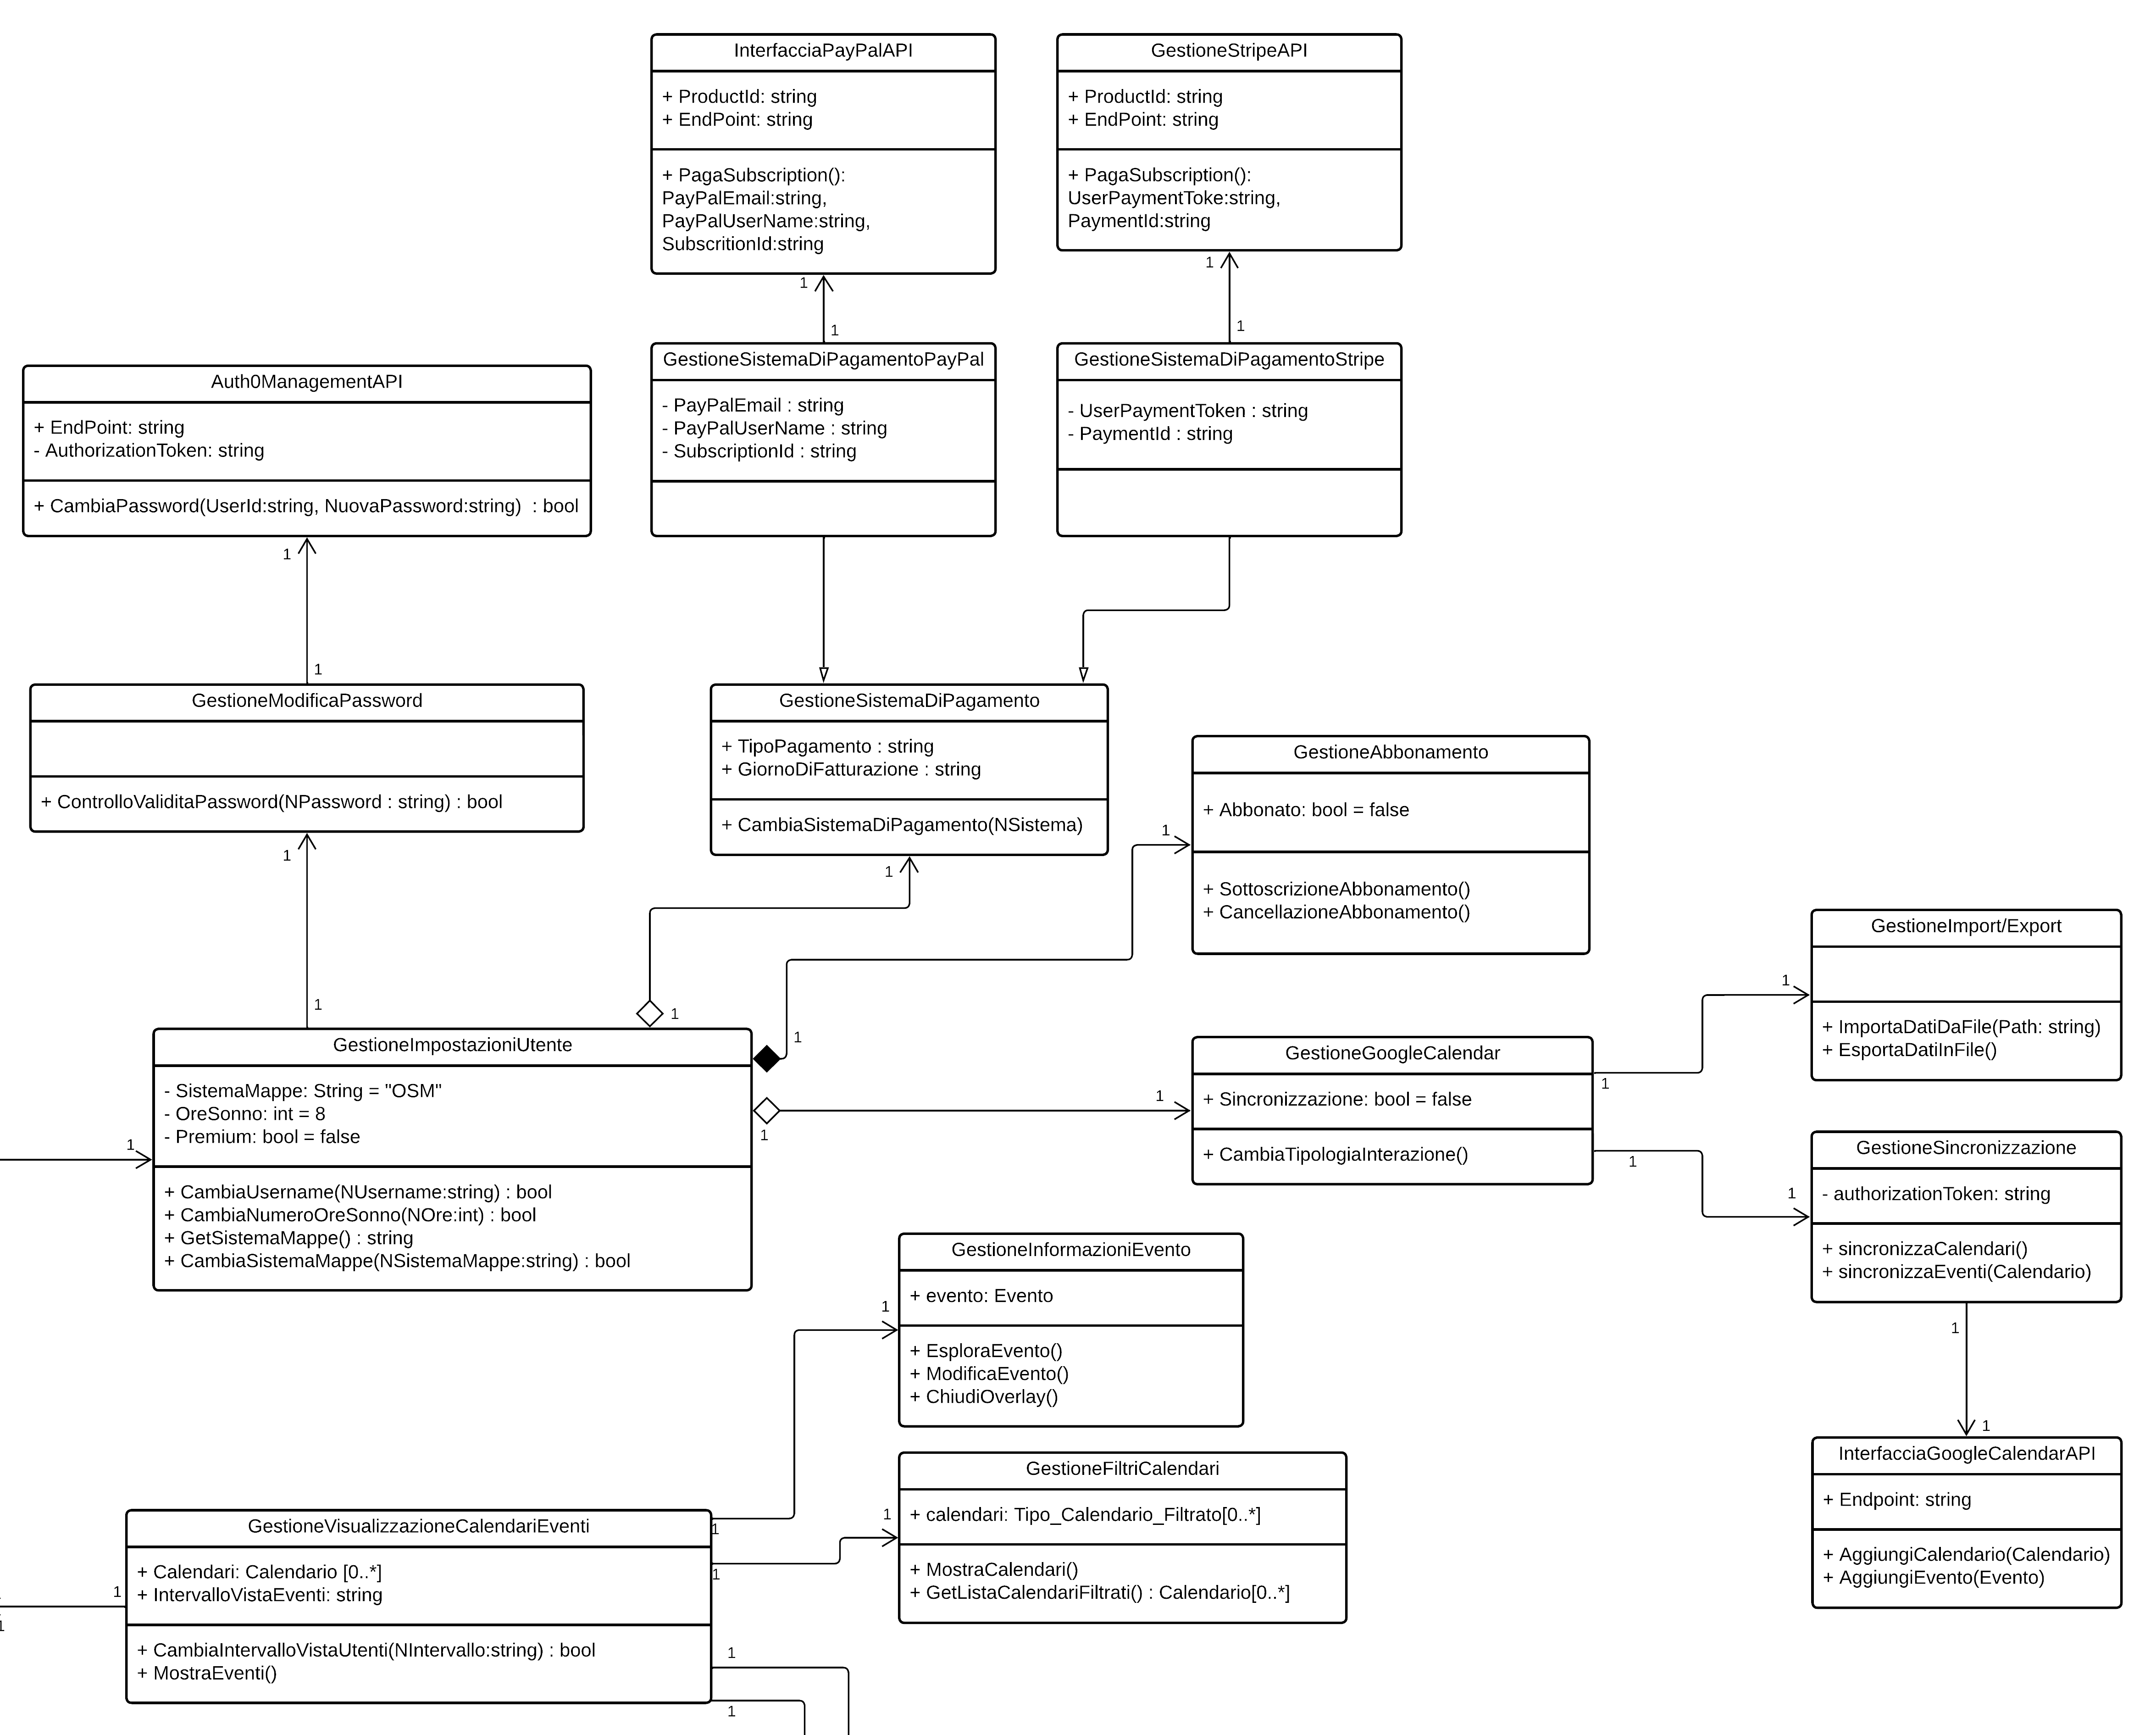 InterfacciaPayPalAPI
+ ProductId: string
+ EndPoint: string
+ PagaSubscription():
PayPalEmail:string,
PayPalUserName:string,
SubscritionId:string
1
1
GestioneStripeAPI
+ ProductId: string
+ EndPoint: string
+ PagaSubscription():
UserPaymentToke:string,
PaymentId:string
1
1
Auth0ManagementAPI
+ EndPoint: string
- AuthorizationToken: string
+ CambiaPassword(UserId:string, NuovaPassword:string)  : bool
1
1
GestioneSistemaDiPagamentoPayPal
- PayPalEmail : string
- PayPalUserName : string
- SubscriptionId : string
GestioneSistemaDiPagamentoStripe
- UserPaymentToken : string
- PaymentId : string
GestioneModificaPassword
+ ControlloValiditaPassword(NPassword : string) : bool
1
1
GestioneSistemaDiPagamento
+ TipoPagamento : string
+ GiornoDiFatturazione : string
+ CambiaSistemaDiPagamento(NSistema)
1
1
GestioneAbbonamento
+ Abbonato: bool = false
+ SottoscrizioneAbbonamento()
+ CancellazioneAbbonamento()
1
1
GestioneImport/Export
+ ImportaDatiDaFile(Path: string)
+ EsportaDatiInFile()
1
1
GestioneImpostazioniUtente
- SistemaMappe: String = "OSM"
- OreSonno: int = 8
- Premium: bool = false
+ CambiaUsername(NUsername:string) : bool
+ CambiaNumeroOreSonno(NOre:int) : bool
+ GetSistemaMappe() : string
+ CambiaSistemaMappe(NSistemaMappe:string) : bool
1
1
1
GestioneGoogleCalendar
+ Sincronizzazione: bool = false
+ CambiaTipologiaInterazione()
1
1
GestioneSincronizzazione
- authorizationToken: string
+ sincronizzaCalendari()
+ sincronizzaEventi(Calendario)
1
1
GestioneInformazioniEvento
+ evento: Evento
+ EsploraEvento()
+ ModificaEvento()
+ ChiudiOverlay()
1
1
GestioneFiltriCalendari
+ calendari: Tipo_Calendario_Filtrato[0..*]
+ MostraCalendari()
+ GetListaCalendariFiltrati() : Calendario[0..*]
1
1
InterfacciaGoogleCalendarAPI
+ Endpoint: string
+ AggiungiCalendario(Calendario)
+ AggiungiEvento(Evento)
GestioneVisualizzazioneCalendariEventi
+ Calendari: Calendario [0..*]
+ IntervalloVistaEventi: string
+ CambiaIntervalloVistaUtenti(NIntervallo:string) : bool
+ MostraEventi()
1
1
1
1